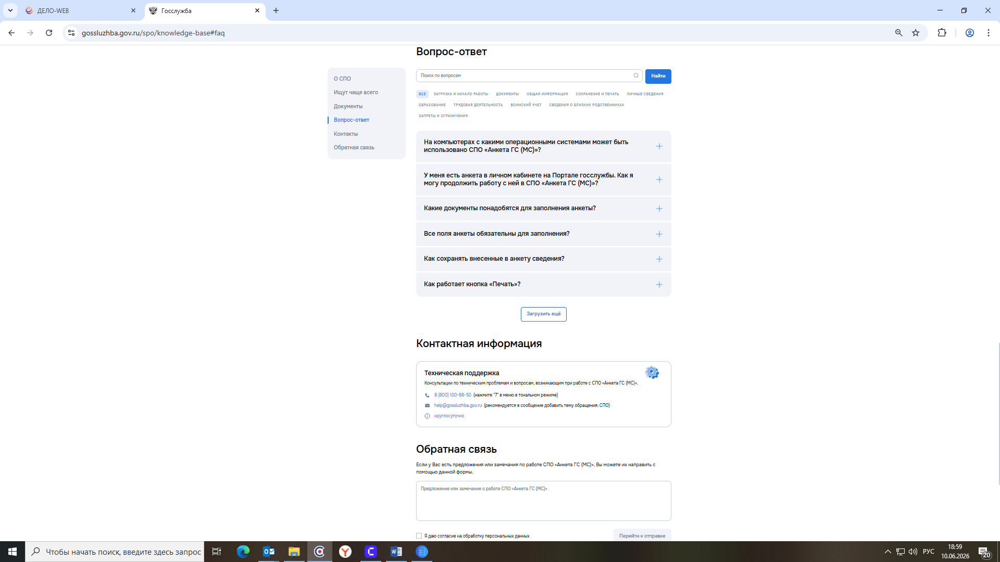 ДЕЛО-WEB
Госслужба
gossluzhba.gov.ru/spo/knowledge-base#faq
Вопрос-ответ
О СПО
Ищут чаще всего
Документы
Вопрос-ответ
Контакты
Обратная связь
Поиск по вопросам
Найти
ВСЕ ЗАГРУЗКА И НАЧАЛО РАБОТЫ ДОКУМЕНТЫ ОБЩАЯ ИНФОРМАЦИЯ СОХРАНЕНИЕ И ПЕЧАТЬ ЛИЧНЫЕ СВЕДЕНИЯ
ОБРАЗОВАНИЕ ТРУДОВАЯ ДЕЯТЕЛЬНОСТЬ ВОИНСКИЙ УЧЕТ СВЕДЕНИЯ О БЛИЗКИХ РОДСТВЕННИКАХ
ЗАПРЕТЫ И ОГРАНИЧЕНИЯ
На компьютерах с какими операционными системами может быть
использовано СПО «Анкета ГС (МС)»?
У меня есть анкета в личном кабинете на Портале госслужбы. Как я
могу продолжить работу с ней в СПО «Анкета ГС (МС)»?
Какие документы понадобятся для заполнения анкеты?
Все поля анкеты обязательны для заполнения?
Как сохранять внесенные в анкету сведения?
Как работает кнопка «Печать»?
Загрузить ещё
Контактная информация
Техническая поддержка
Консультации по техническим проблемам и вопросам, возникающим при работе с СПО «Анкета ГС (МС)».
8 (800) 100-88-50 (нажмите "7" в меню в тональном режиме)
help@gossluzhba.gov.ru (рекомендуется в сообщение добавить тему обращения: СПО)
круглосуточно
Обратная связь
Если у Вас есть предложения или замечания по работе СПО «Анкета ГС (МС)», Вы можете их направить с
помощью данной формы.
Предложение или замечание о работе СПО «Анкета ГС (МС)»
Я даю согласие на обработку персональных данных
Перейти к отправке
Чтобы начать поиск, введите здесь запрос
РУС
18:59
10.06.2026
20